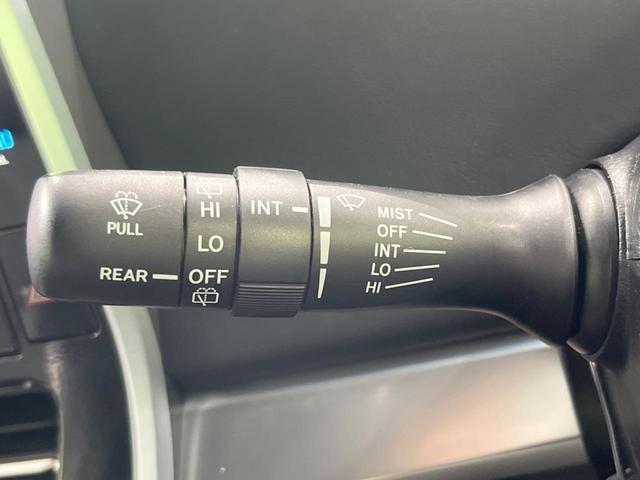 PULL
REAR
HI
LO
OFF
INT
MIST
OFF
INT
LO
HI